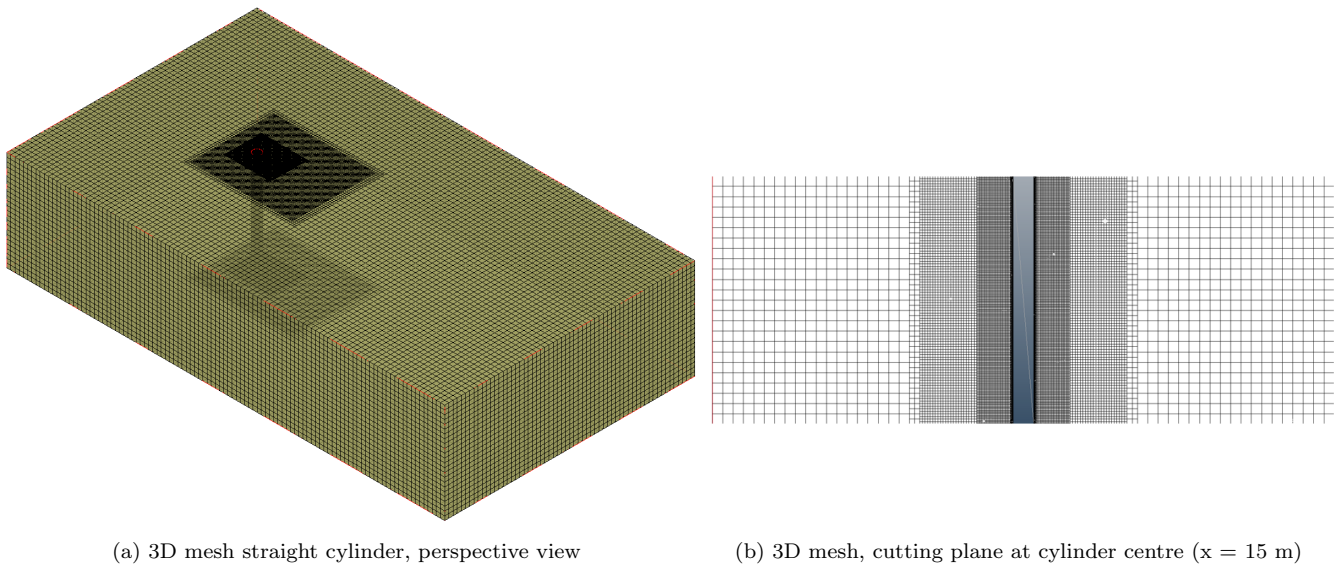 (a) 3D mesh straight cylinder, perspective view
(b) 3D mesh, cutting plane at cylinder centre (x = 15 m)